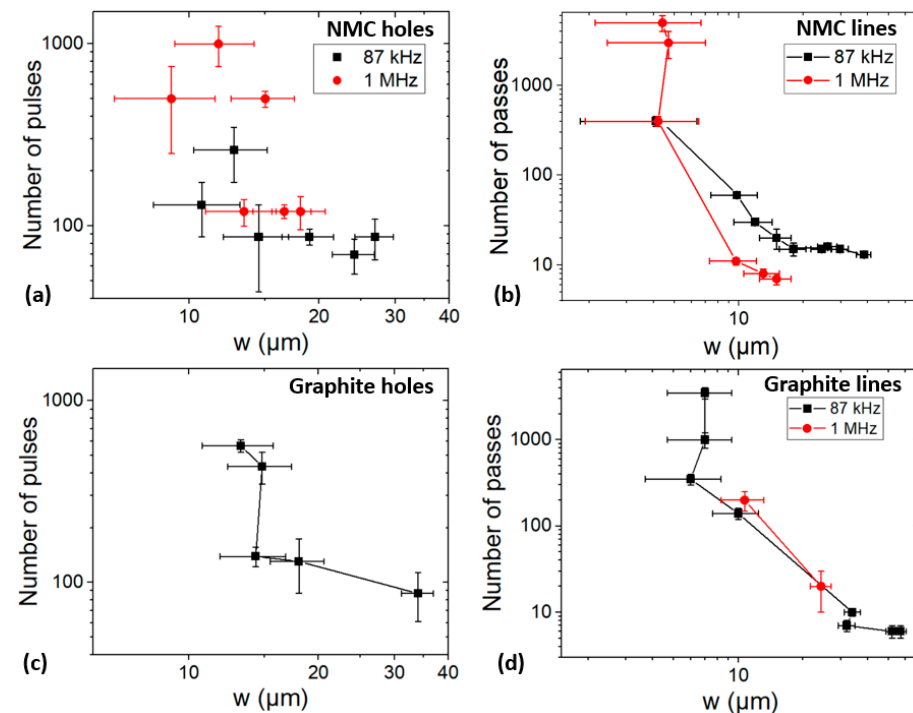 NMC holes
87 kHz
1 MHz
1000
100
Number of pulses
(a)
10
20
30
40
w (µm)
NMC lines
87 kHz
1 MHz
1000
100
10
Number of passes
(b)
10
w (µm)
Graphite holes
1000
100
Number of pulses
(c)
10
20
30
40
w (µm)
Graphite lines
87 kHz
1 MHz
1000
100
10
Number of passes
(d)
10
w (µm)